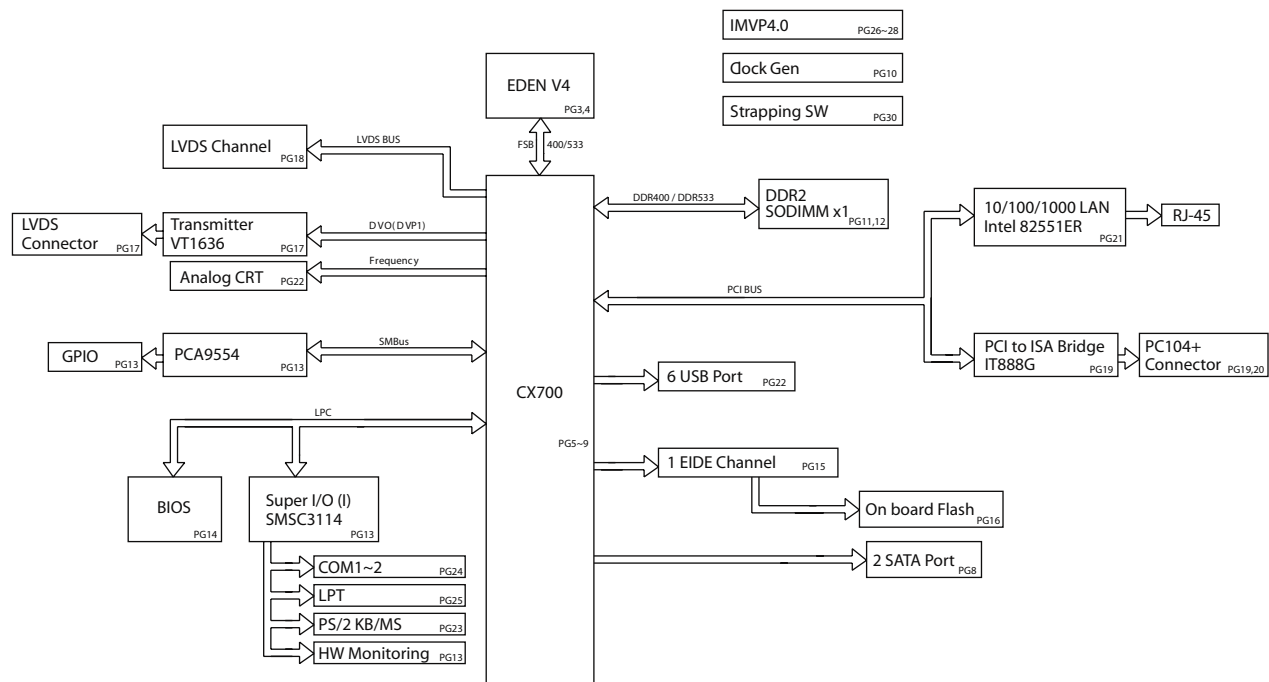 IMVP4.0
PG26~28
Clock Gen
PG10
Strapping SW
PG30
EDEN V4
PG3,4
FSB 400/533
LVDS Channel
PG18
LVDS BUS
LVDS
Connector
PG17
Transmitter
VT1636
PG17
DVO(DVP1)
Analog CRT
PG22
Frequency
GPIO
PG13
PCA9554
PG13
SMBus
LPC
BIOS
PG14
Super I/O (I)
SMSC3114
PG13
COM1~2
PG24
LPT
PG25
PS/2 KB/MS
PG23
HW Monitoring
PG13
CX700
PG5~9
DDR400 / DDR533
DDR2
SODIMM x1
PG11,12
PCI BUS
10/100/1000 LAN
Intel 82551ER
PG21
RJ-45
PCI to ISA Bridge
IT888G
PG19
PC104+
Connector
PG19,20
6 USB Port
PG22
1 EIDE Channel
PG15
On board Flash
PG16
2 SATA Port
PG8